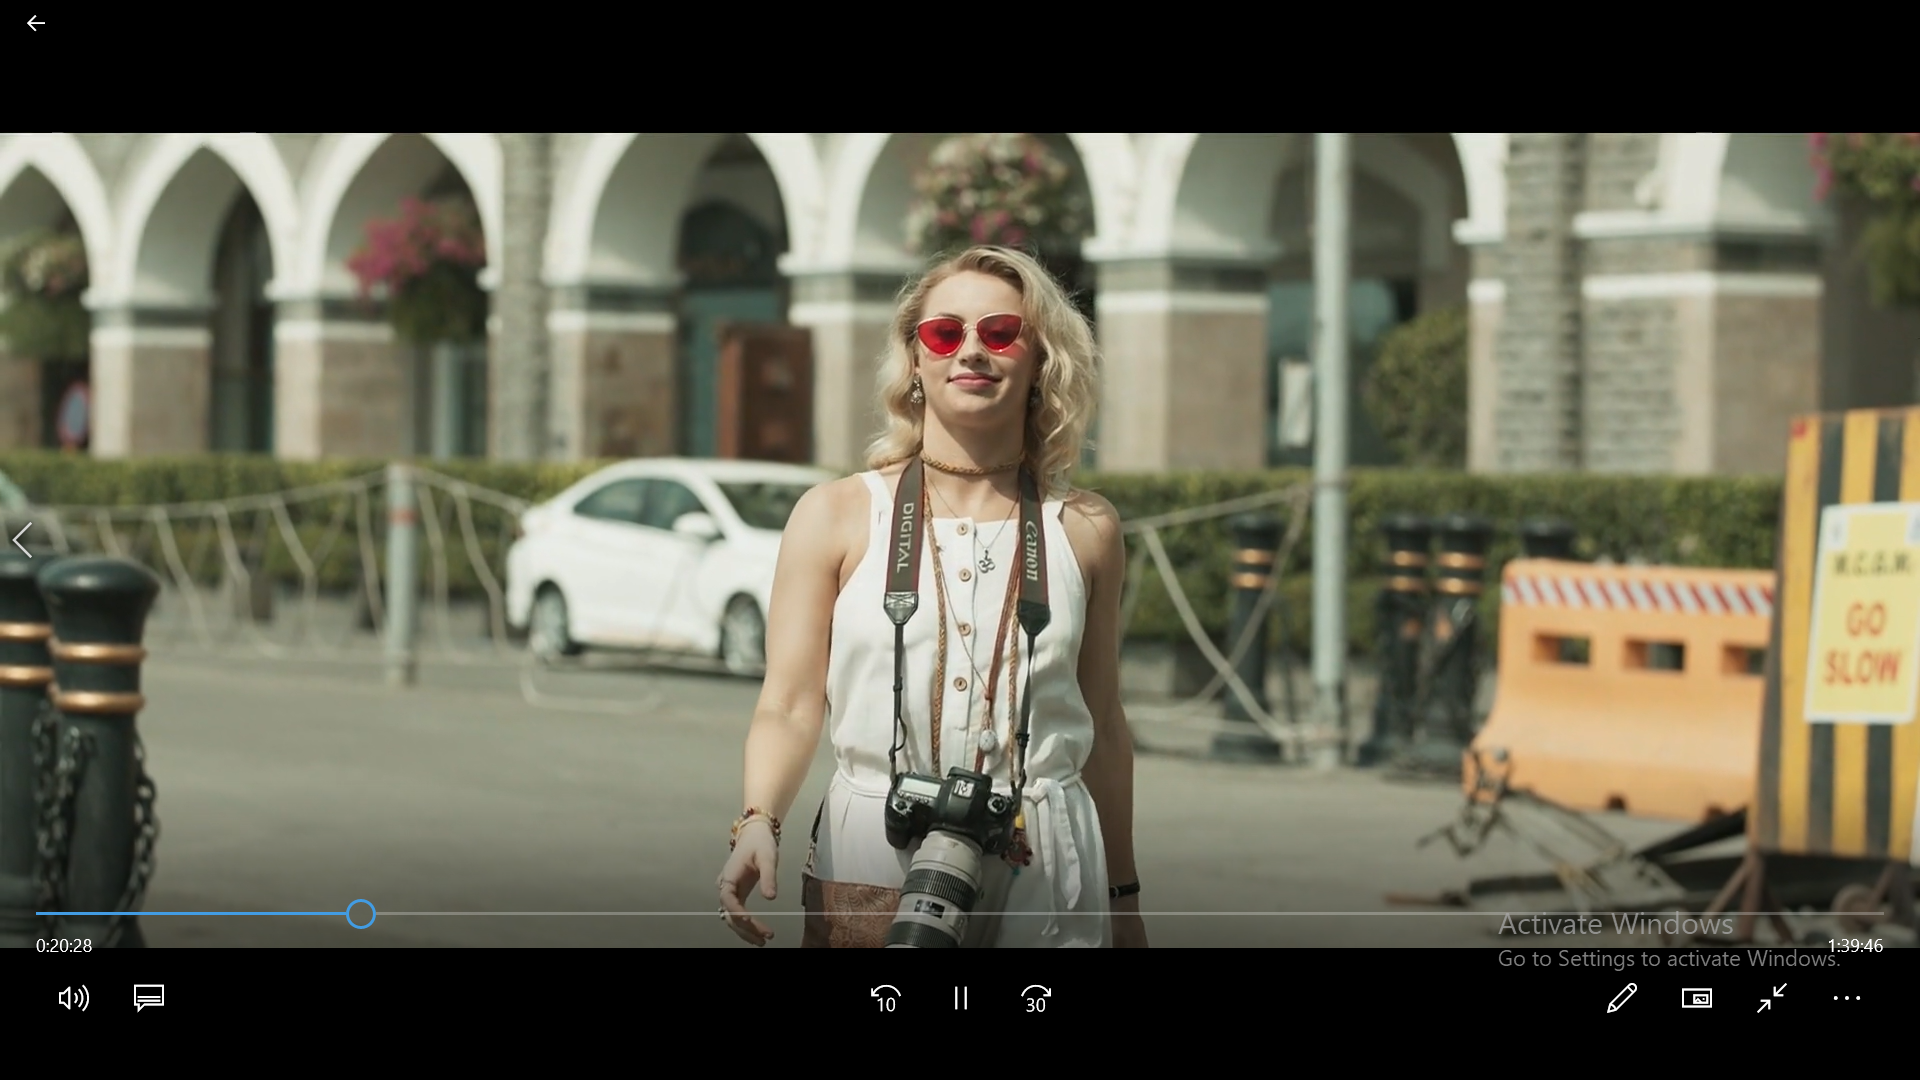 DIGITAL
Canon
M.C.G.M.
GO
SLOW
Activate Windows
0:20:28
1:39:46
Go to Settings to activate Windows.
10
30